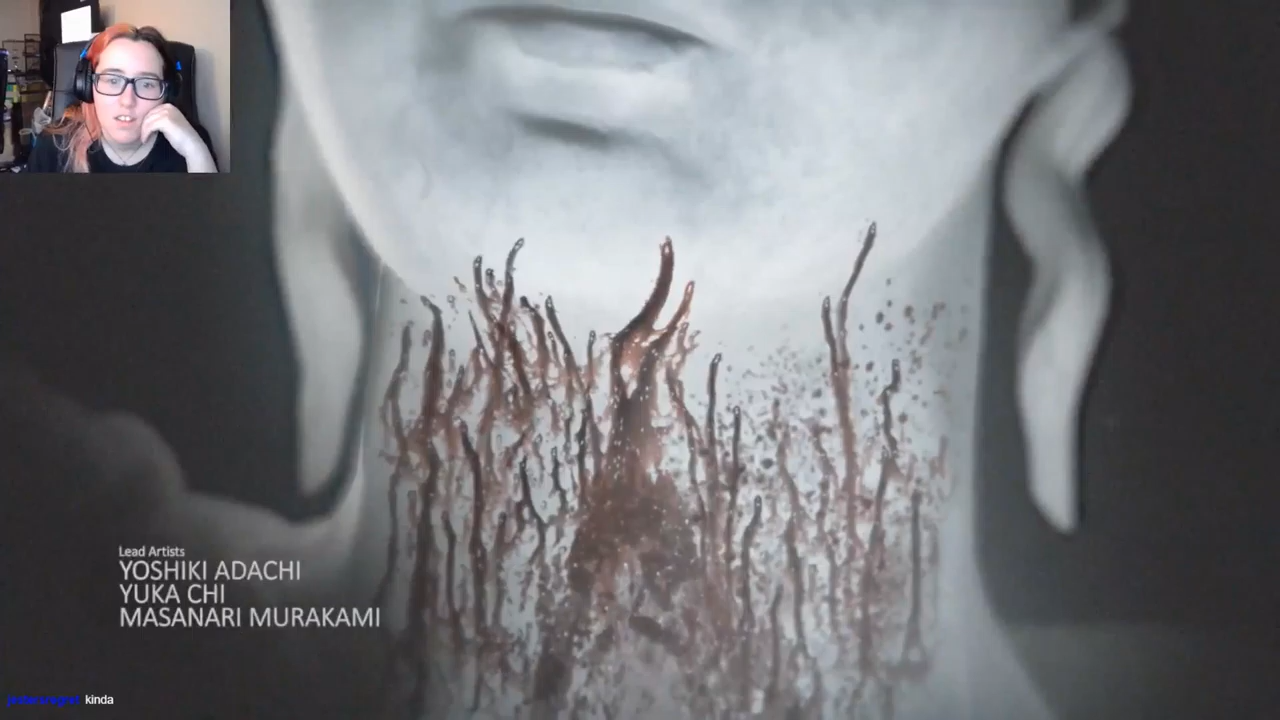 Lead Artists
YOSHIKI ADACHI
YUKA CHI
MASANARI MURAKAMI
kinda